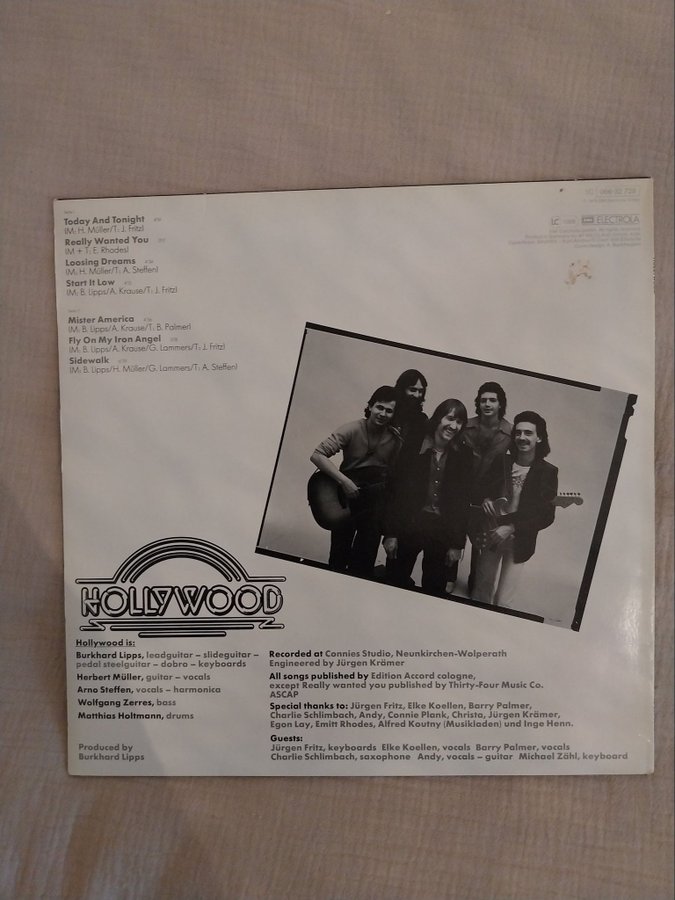 Today And Tonight
(M: H. Müller/T: J. Fritz)
Really Wanted You
(M + T: E. Rhodes)
Loosing Dreams
(M: H. Müller/T: A. Steffen)
Start It Low
(M: B. Lipps/A. Krause/T: J. Fritz)
Mister America
(M: B. Lipps/A. Krause/T: B. Palmer)
Fly On My Iron Angel
(M: B. Lipps/A. Krause/G. Lammers/T: J. Fritz)
Sidewalk
(M: B. Lipps/H. Müller/G. Lammers/T: A. Steffen)
LC
EMI ELECTROLA
HOLLYWOOD
Hollywood is:
Burkhard Lipps, leadguitar – slideguitar –
pedal steelguitar – dobro – keyboards
Herbert Müller, guitar – vocals
Arno Steffen, vocals – harmonica
Wolfgang Zerres, bass
Matthias Holtmann, drums
Produced by
Burkhard Lipps
Recorded at Connies Studio, Neunkirchen-Wolperath
Engineered by Jürgen Krämer
All songs published by Edition Accord cologne,
except Really wanted you published by Thirty-Four Music Co.
ASCAP
Special thanks to: Jürgen Fritz, Elke Koellen, Barry Palmer,
Charlie Schlimbach, Andy, Connie Plank, Christa, Jürgen Krämer,
Egon Lay, Emitt Rhodes, Alfred Koutny (Musikladen) und Inge Henn.
Guests:
Jürgen Fritz, keyboards Elke Koellen, vocals Barry Palmer, vocals
Charlie Schlimbach, saxophone Andy, vocals – guitar Michael Zähl, keyboard